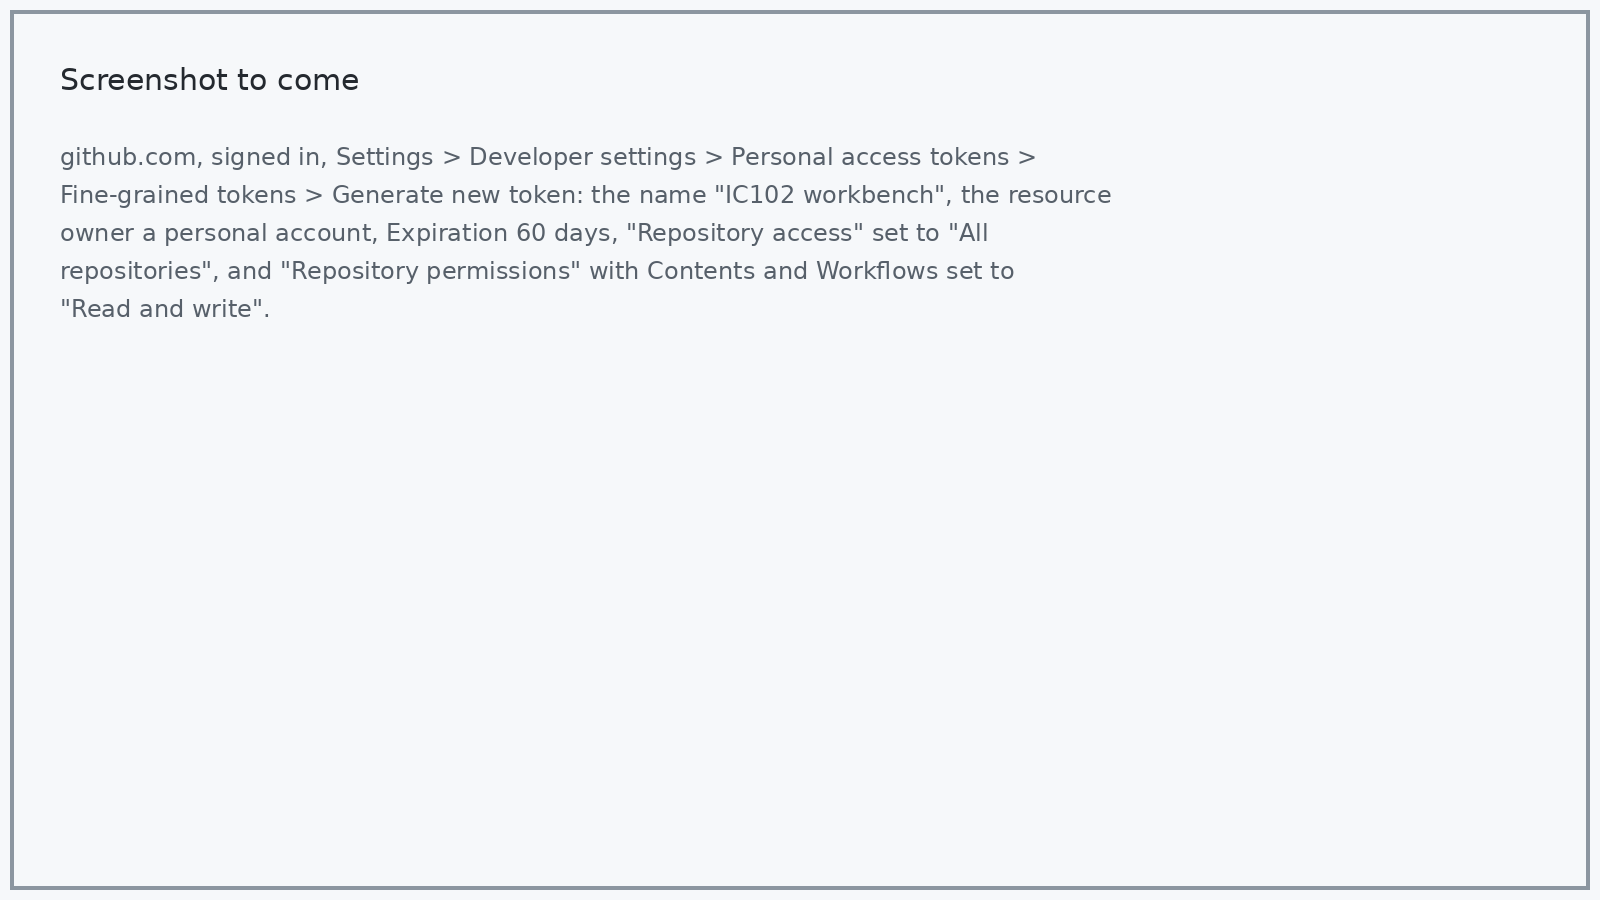 Screenshot to come
github.com, signed in, Settings > Developer settings > Personal access tokens >
Fine-grained tokens > Generate new token: the name "IC102 workbench", the resource
owner a personal account, Expiration 60 days, "Repository access" set to "All
repositories", and "Repository permissions" with Contents and Workflows set to
"Read and write".